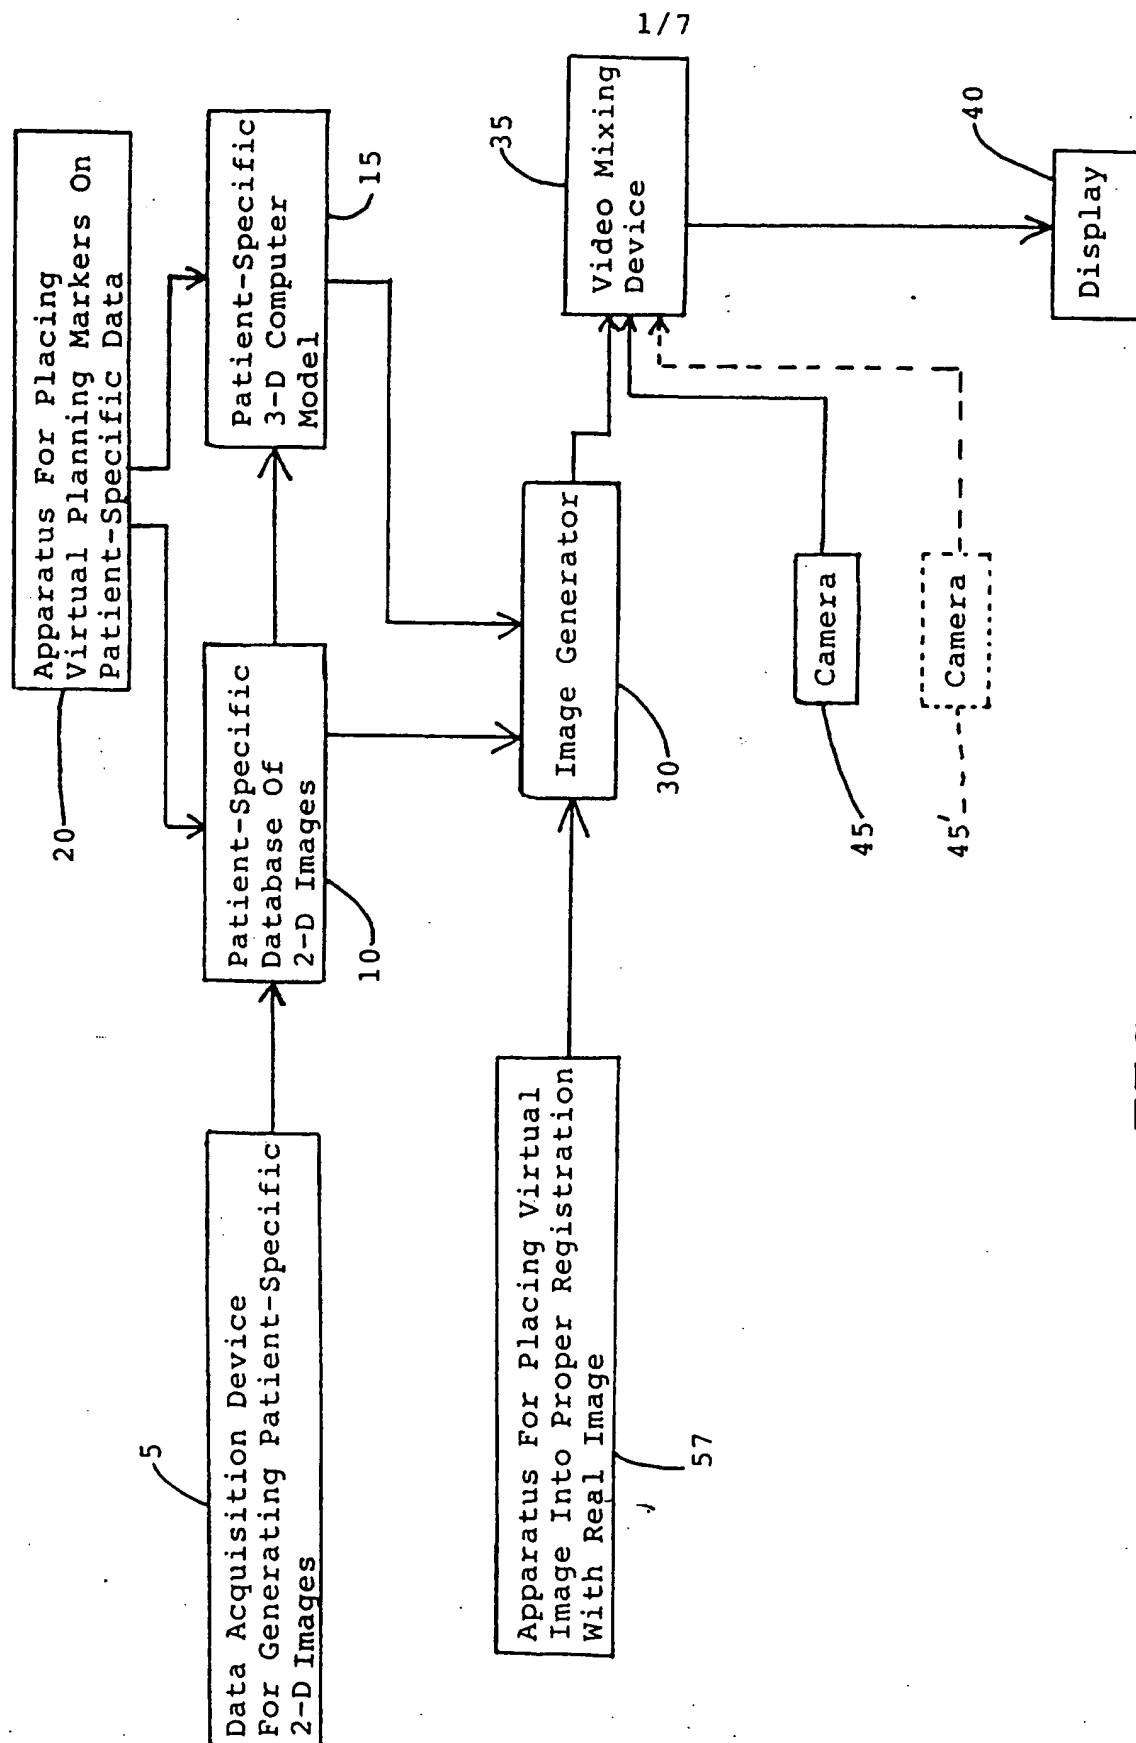 1/7
Apparatus For Placing
Virtual Planning Markers On
Patient-Specific Data
20
Data Acquisition Device
For Generating Patient-Specific
2-D Images
5
Patient-Specific
Database Of
2-D Images
10
Patient-Specific
3-D Computer
Model
15
Apparatus For Placing Virtual
Image Into Proper Registration
With Real Image
57
Image Generator
30
Video Mixing
Device
35
Camera
45
Camera
45'
Display
40